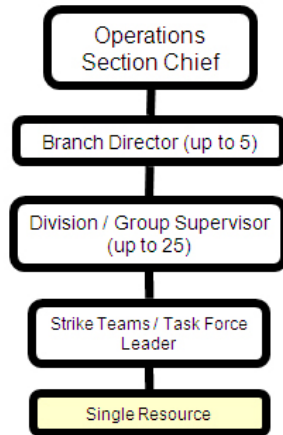 Operations
Section Chief
Branch Director (up to 5)
Division / Group Supervisor
(up to 25)
Strike Teams / Task Force
Leader
Single Resource